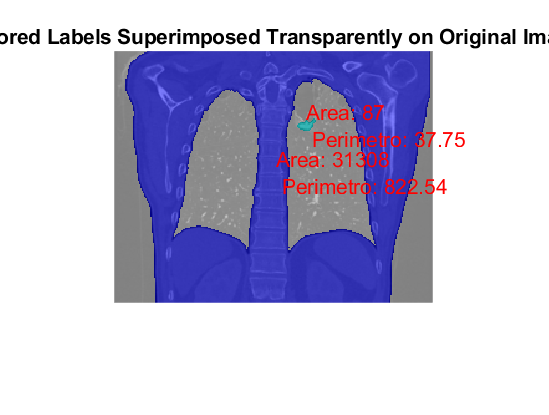 ored Labels Superimposed Transparently on Original Ima
Area: 87
Perimetro: 37.75
Area: 31308
Perimetro: 822.54